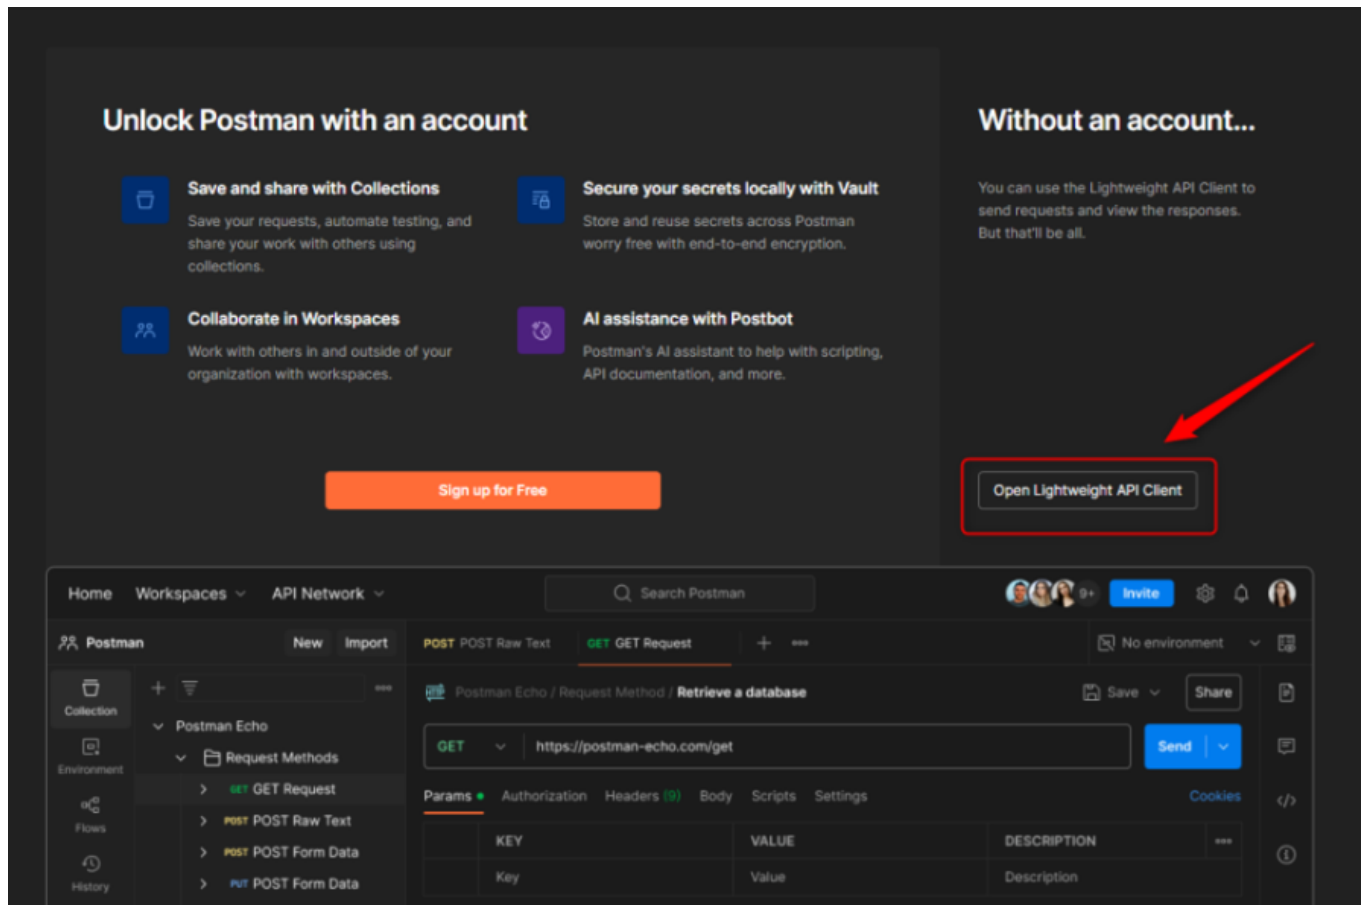 Unlock Postman with an account
Without an account...
Save and share with Collections
Save your requests, automate testing, and
share your work with others using
collections.
Secure your secrets locally with Vault
Store and reuse secrets across Postman
worry free with end-to-end encryption.
You can use the Lightweight API Client to
send requests and view the responses.
But that'll be all.
Collaborate in Workspaces
Work with others in and outside of your
organization with workspaces.
AI assistance with Postbot
Postman's AI assistant to help with scripting,
API documentation, and more.
Sign up for Free
Open Lightweight API Client
Home Workspaces API Network Search Postman 9+ Invite
Postman New Import POST POST Raw Text GET GET Request No environment
Collection
Postman Echo / Request Method / Retrieve a database Save Share
Postman Echo
Environment
Request Methods
GET https://postman-echo.com/get Send
GET GET Request
Params Authorization Headers (9) Body Scripts Settings Cookies
Flows
POST POST Raw Text
KEY VALUE DESCRIPTION
POST POST Form Data
History
PUT POST Form Data
Key Value Description